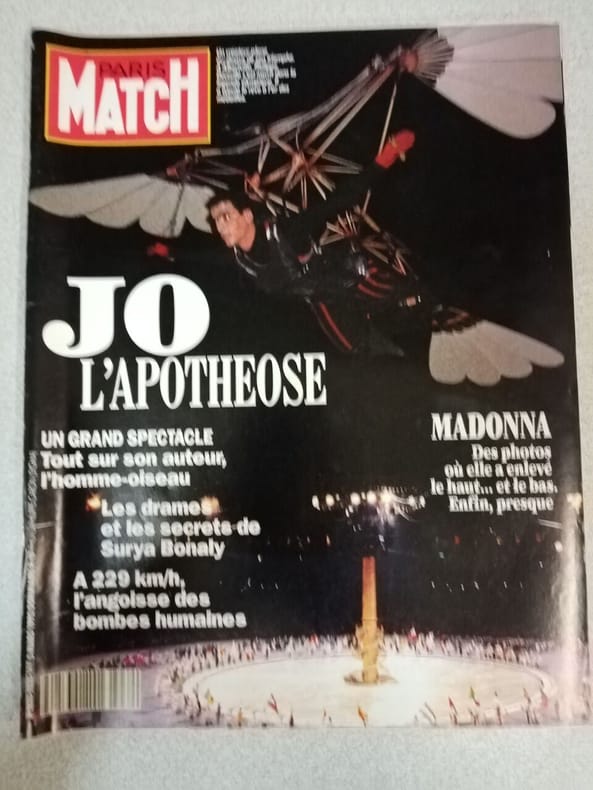 PARIS
MATCH
JO
L'APOTHEOSE
UN GRAND SPECTACLE
Tout sur son auteur,
l'homme-oiseau
Les drames
et les secrets de
Surya Bonaly
A 229 km/h,
l'angoisse des
bombes humaines
MADONNA
Des photos
où elle a enlevé
le haut... et le bas.
Enfin, presque